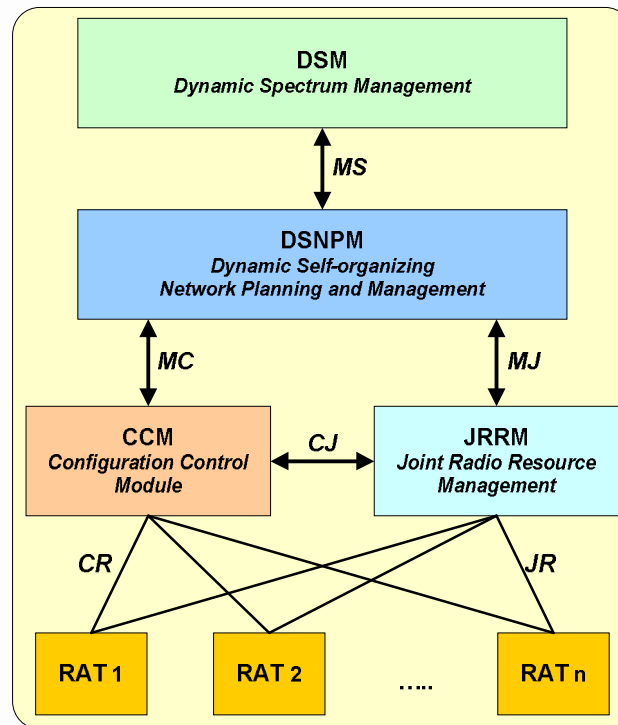 DSM
Dynamic Spectrum Management
MS
DSNPM
Dynamic Self-organizing
Network Planning and Management
MC
MJ
CCM
Configuration Control
Module
CJ
JRRM
Joint Radio Resource
Management
CR
JR
RAT 1
RAT 2
.....
RAT n